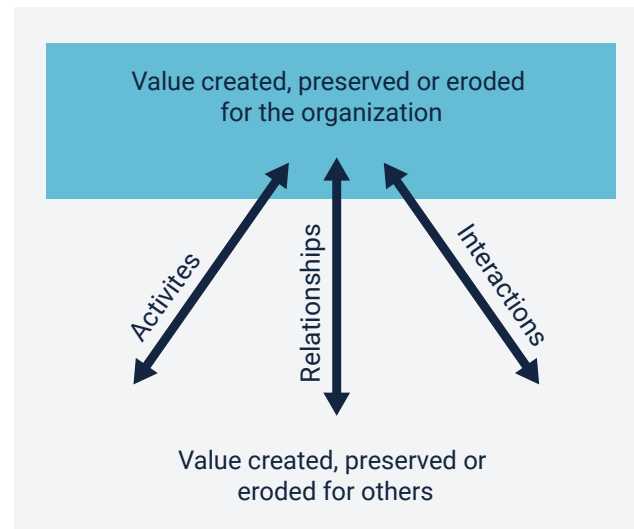 Value created, preserved or eroded
for the organization
Activites
Relationships
Interactions
Value created, preserved or
eroded for others